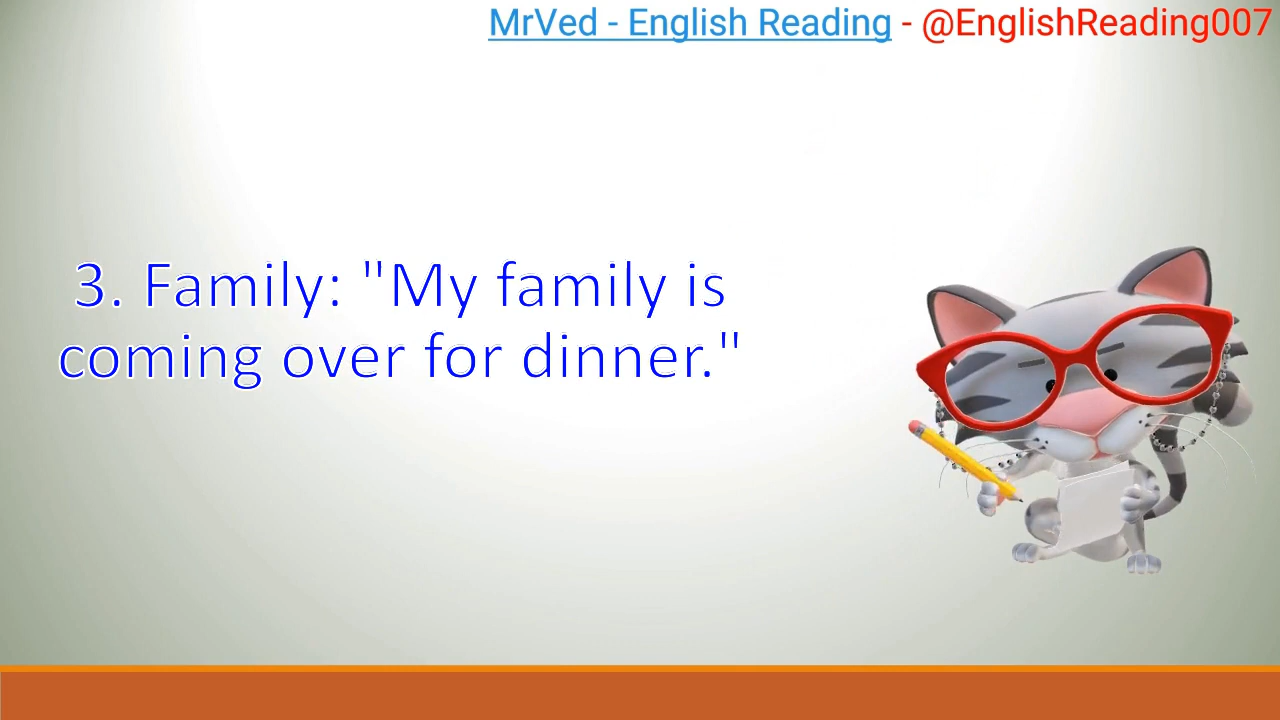 MrVed - English Reading - @EnglishReading007
3. Family: "My family is
coming over for dinner."